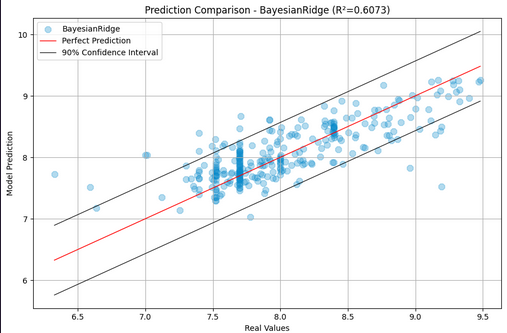 Prediction Comparison - BayesianRidge (R²=0.6073)
BayesianRidge
Perfect Prediction
90% Confidence Interval
Model Prediction
10
9
8
7
6
6.5 7.0 7.5 8.0 8.5 9.0 9.5
Real Values